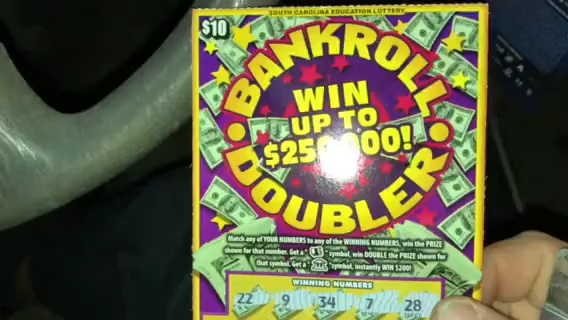 SOUTH CAROLINA EDUCATION LOTTERY
$10
BANKROLL
WIN
UP TO
$250,000!
DOUBLER
Match any of YOUR NUMBERS to any of the WINNING NUMBERS, win the PRIZE
shown for that number. Get a " " symbol, win DOUBLE the PRIZE shown for
that symbol. Get a " " symbol, instantly WIN $200!
WINNING NUMBERS
22 9 34 7 28